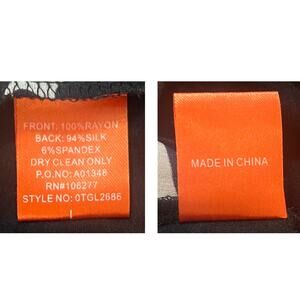 FRONT: 100%RAYON
BACK: 94%SILK
6%SPANDEX
DRY CLEAN ONLY
P.O.NO: A01348
RN#106277
STYLE NO: 0TGL2686
MADE IN CHINA